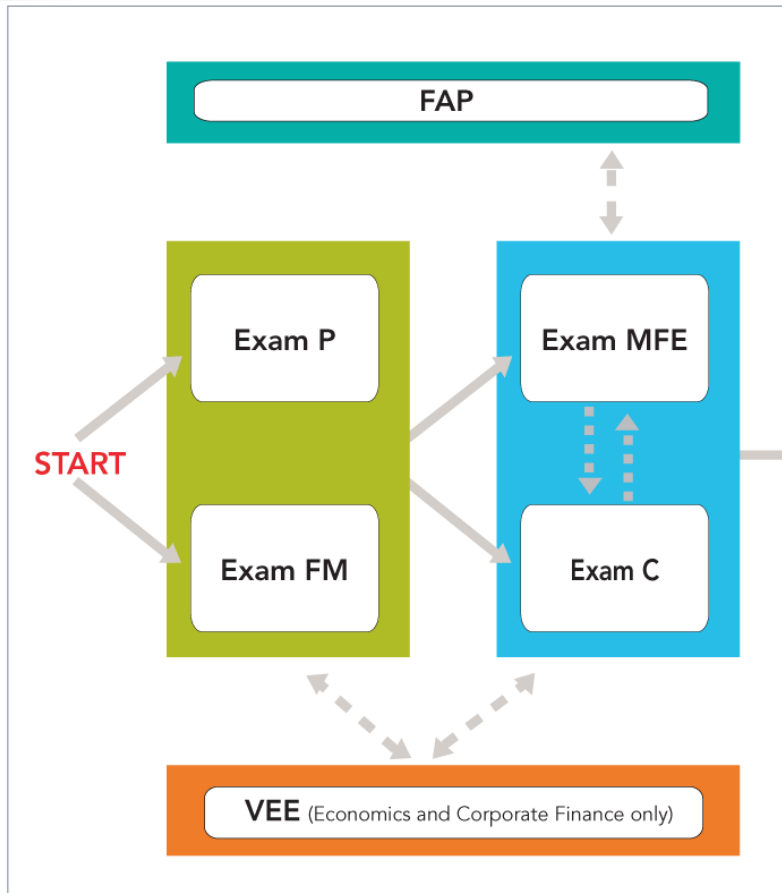 FAP
Exam P
Exam MFE
START
Exam FM
Exam C
VEE (Economics and Corporate Finance only)